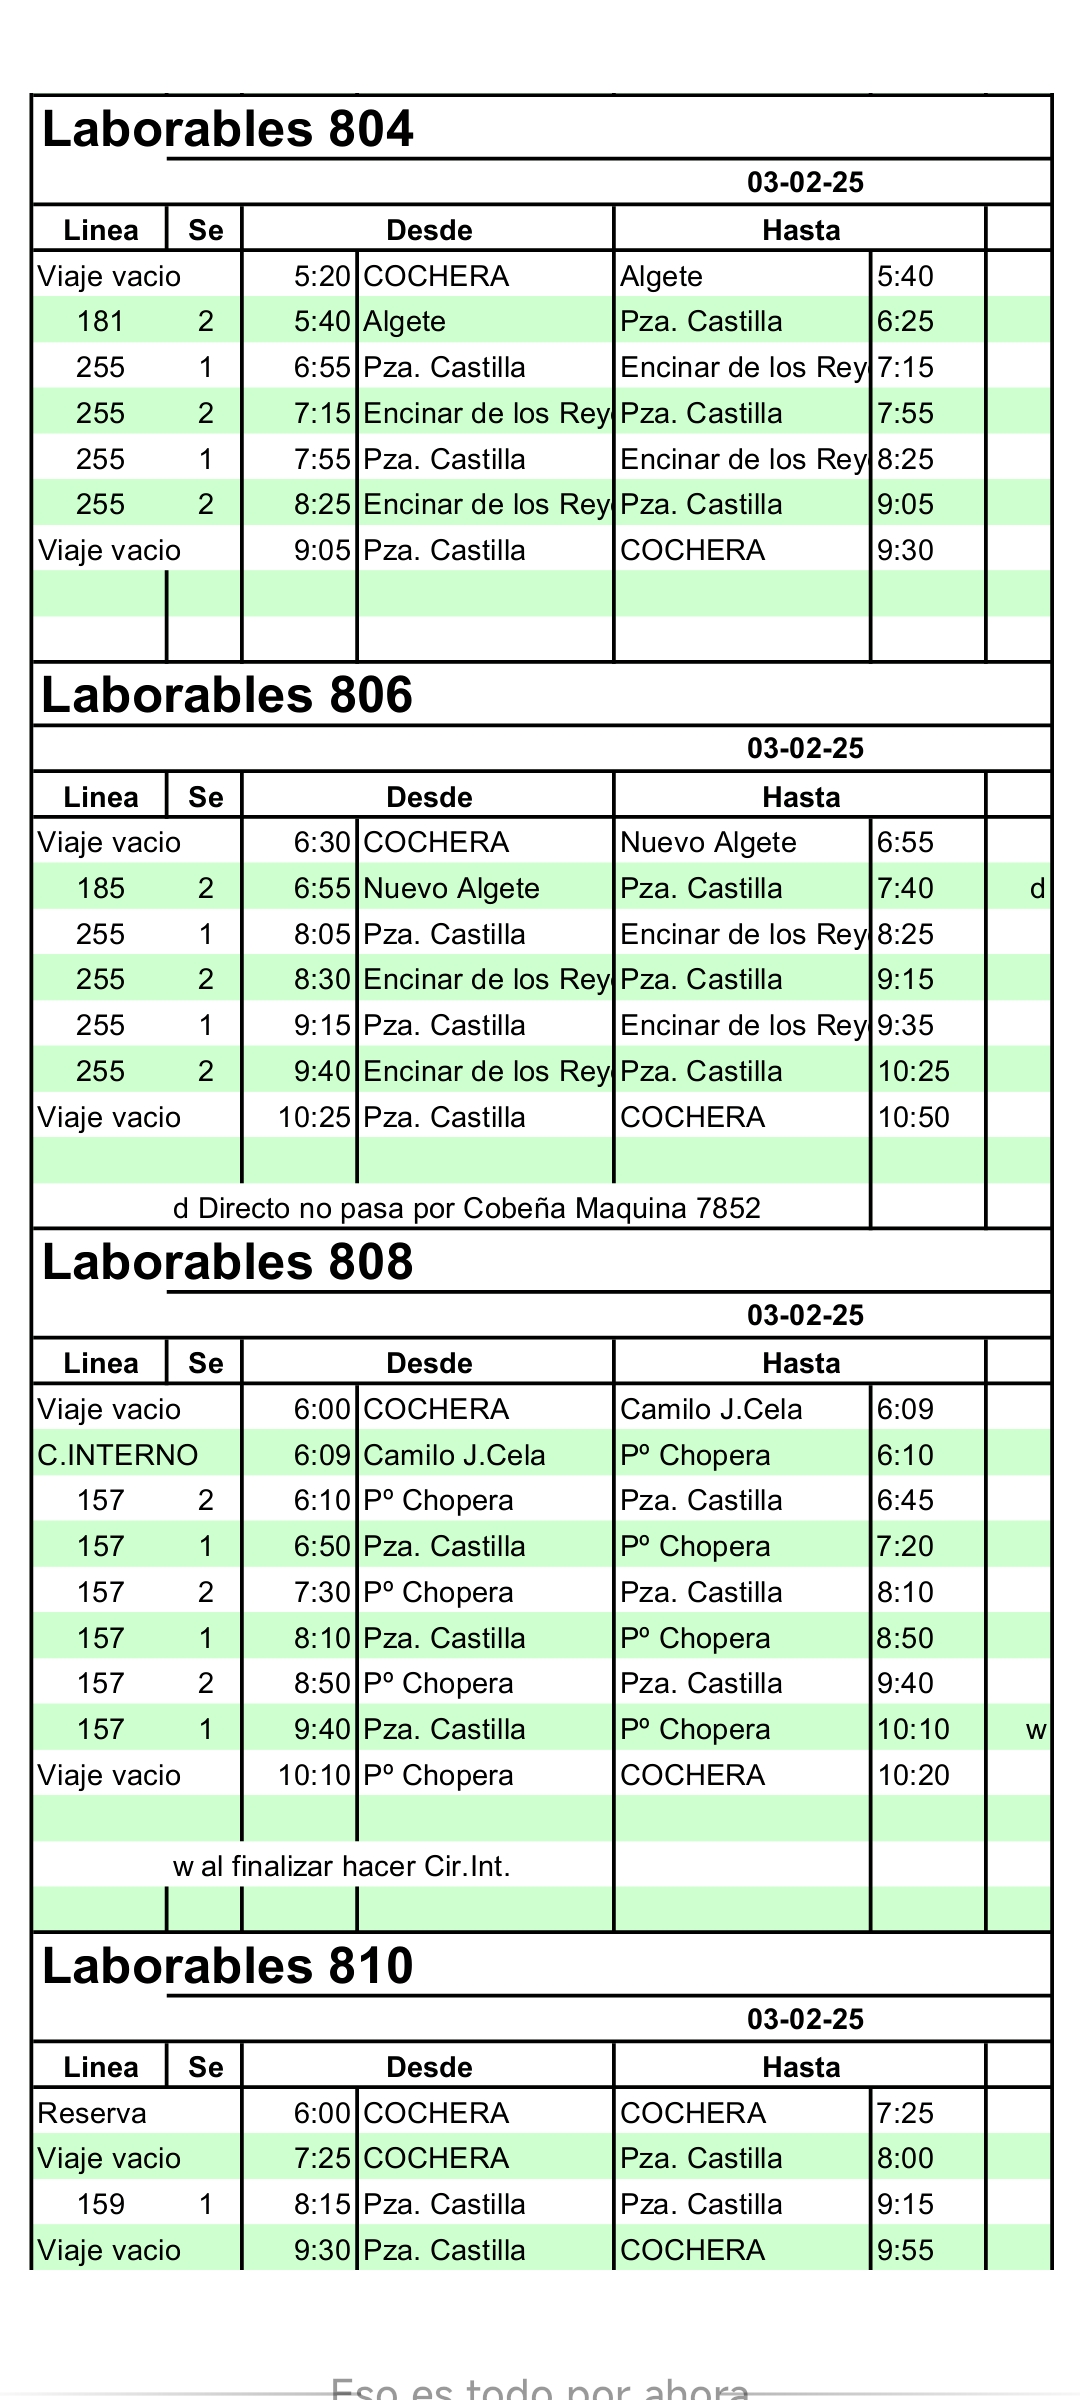 Laborables 804
03-02-25
Linea Se Desde Hasta
Viaje vacio 5:20 COCHERA Algete 5:40
181 2 5:40 Algete Pza. Castilla 6:25
255 1 6:55 Pza. Castilla Encinar de los Rey 7:15
255 2 7:15 Encinar de los Rey Pza. Castilla 7:55
255 1 7:55 Pza. Castilla Encinar de los Rey 8:25
255 2 8:25 Encinar de los Rey Pza. Castilla 9:05
Viaje vacio 9:05 Pza. Castilla COCHERA 9:30
Laborables 806
03-02-25
Linea Se Desde Hasta
Viaje vacio 6:30 COCHERA Nuevo Algete 6:55
185 2 6:55 Nuevo Algete Pza. Castilla 7:40 d
255 1 8:05 Pza. Castilla Encinar de los Rey 8:25
255 2 8:30 Encinar de los Rey Pza. Castilla 9:15
255 1 9:15 Pza. Castilla Encinar de los Rey 9:35
255 2 9:40 Encinar de los Rey Pza. Castilla 10:25
Viaje vacio 10:25 Pza. Castilla COCHERA 10:50
d Directo no pasa por Cobeña Maquina 7852
Laborables 808
03-02-25
Linea Se Desde Hasta
Viaje vacio 6:00 COCHERA Camilo J.Cela 6:09
C.INTERNO 6:09 Camilo J.Cela Pº Chopera 6:10
157 2 6:10 Pº Chopera Pza. Castilla 6:45
157 1 6:50 Pza. Castilla Pº Chopera 7:20
157 2 7:30 Pº Chopera Pza. Castilla 8:10
157 1 8:10 Pza. Castilla Pº Chopera 8:50
157 2 8:50 Pº Chopera Pza. Castilla 9:40
157 1 9:40 Pza. Castilla Pº Chopera 10:10 w
Viaje vacio 10:10 Pº Chopera COCHERA 10:20
w al finalizar hacer Cir.Int.
Laborables 810
03-02-25
Linea Se Desde Hasta
Reserva 6:00 COCHERA COCHERA 7:25
Viaje vacio 7:25 COCHERA Pza. Castilla 8:00
159 1 8:15 Pza. Castilla Pza. Castilla 9:15
Viaje vacio 9:30 Pza. Castilla COCHERA 9:55
Eso es todo por ahora